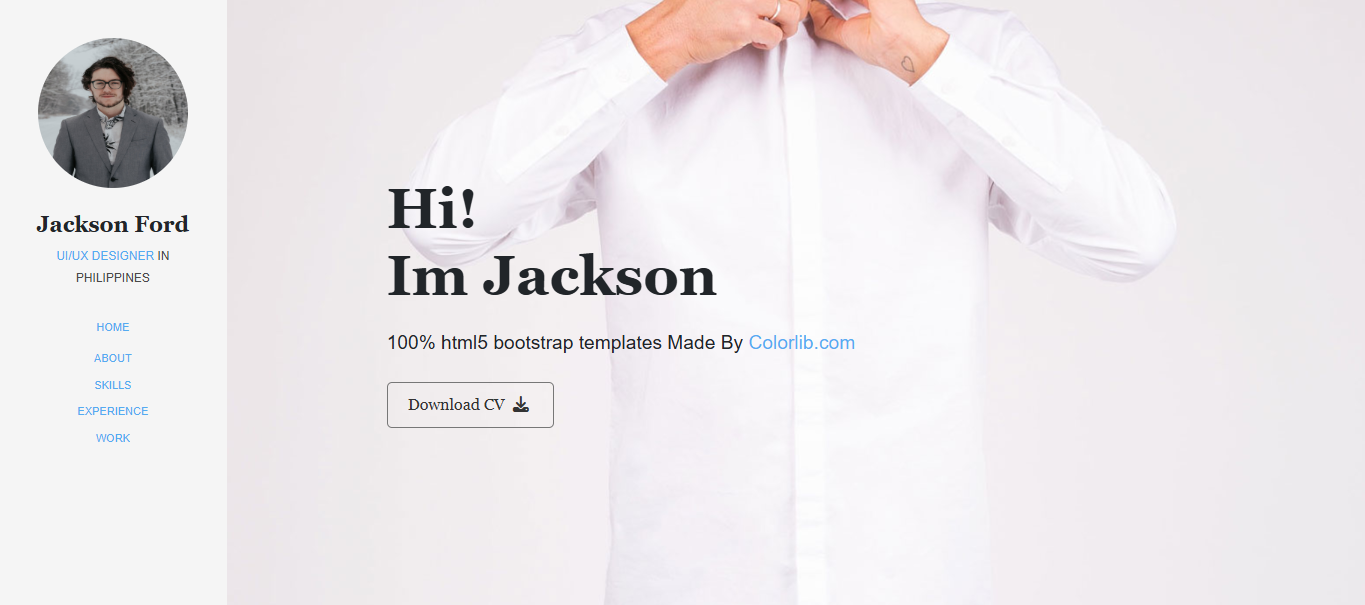 Jackson Ford
UI/UX DESIGNER IN
PHILIPPINES
HOME
ABOUT
SKILLS
EXPERIENCE
WORK
Hi!
Im Jackson
100% html5 bootstrap templates Made By Colorlib.com
Download CV